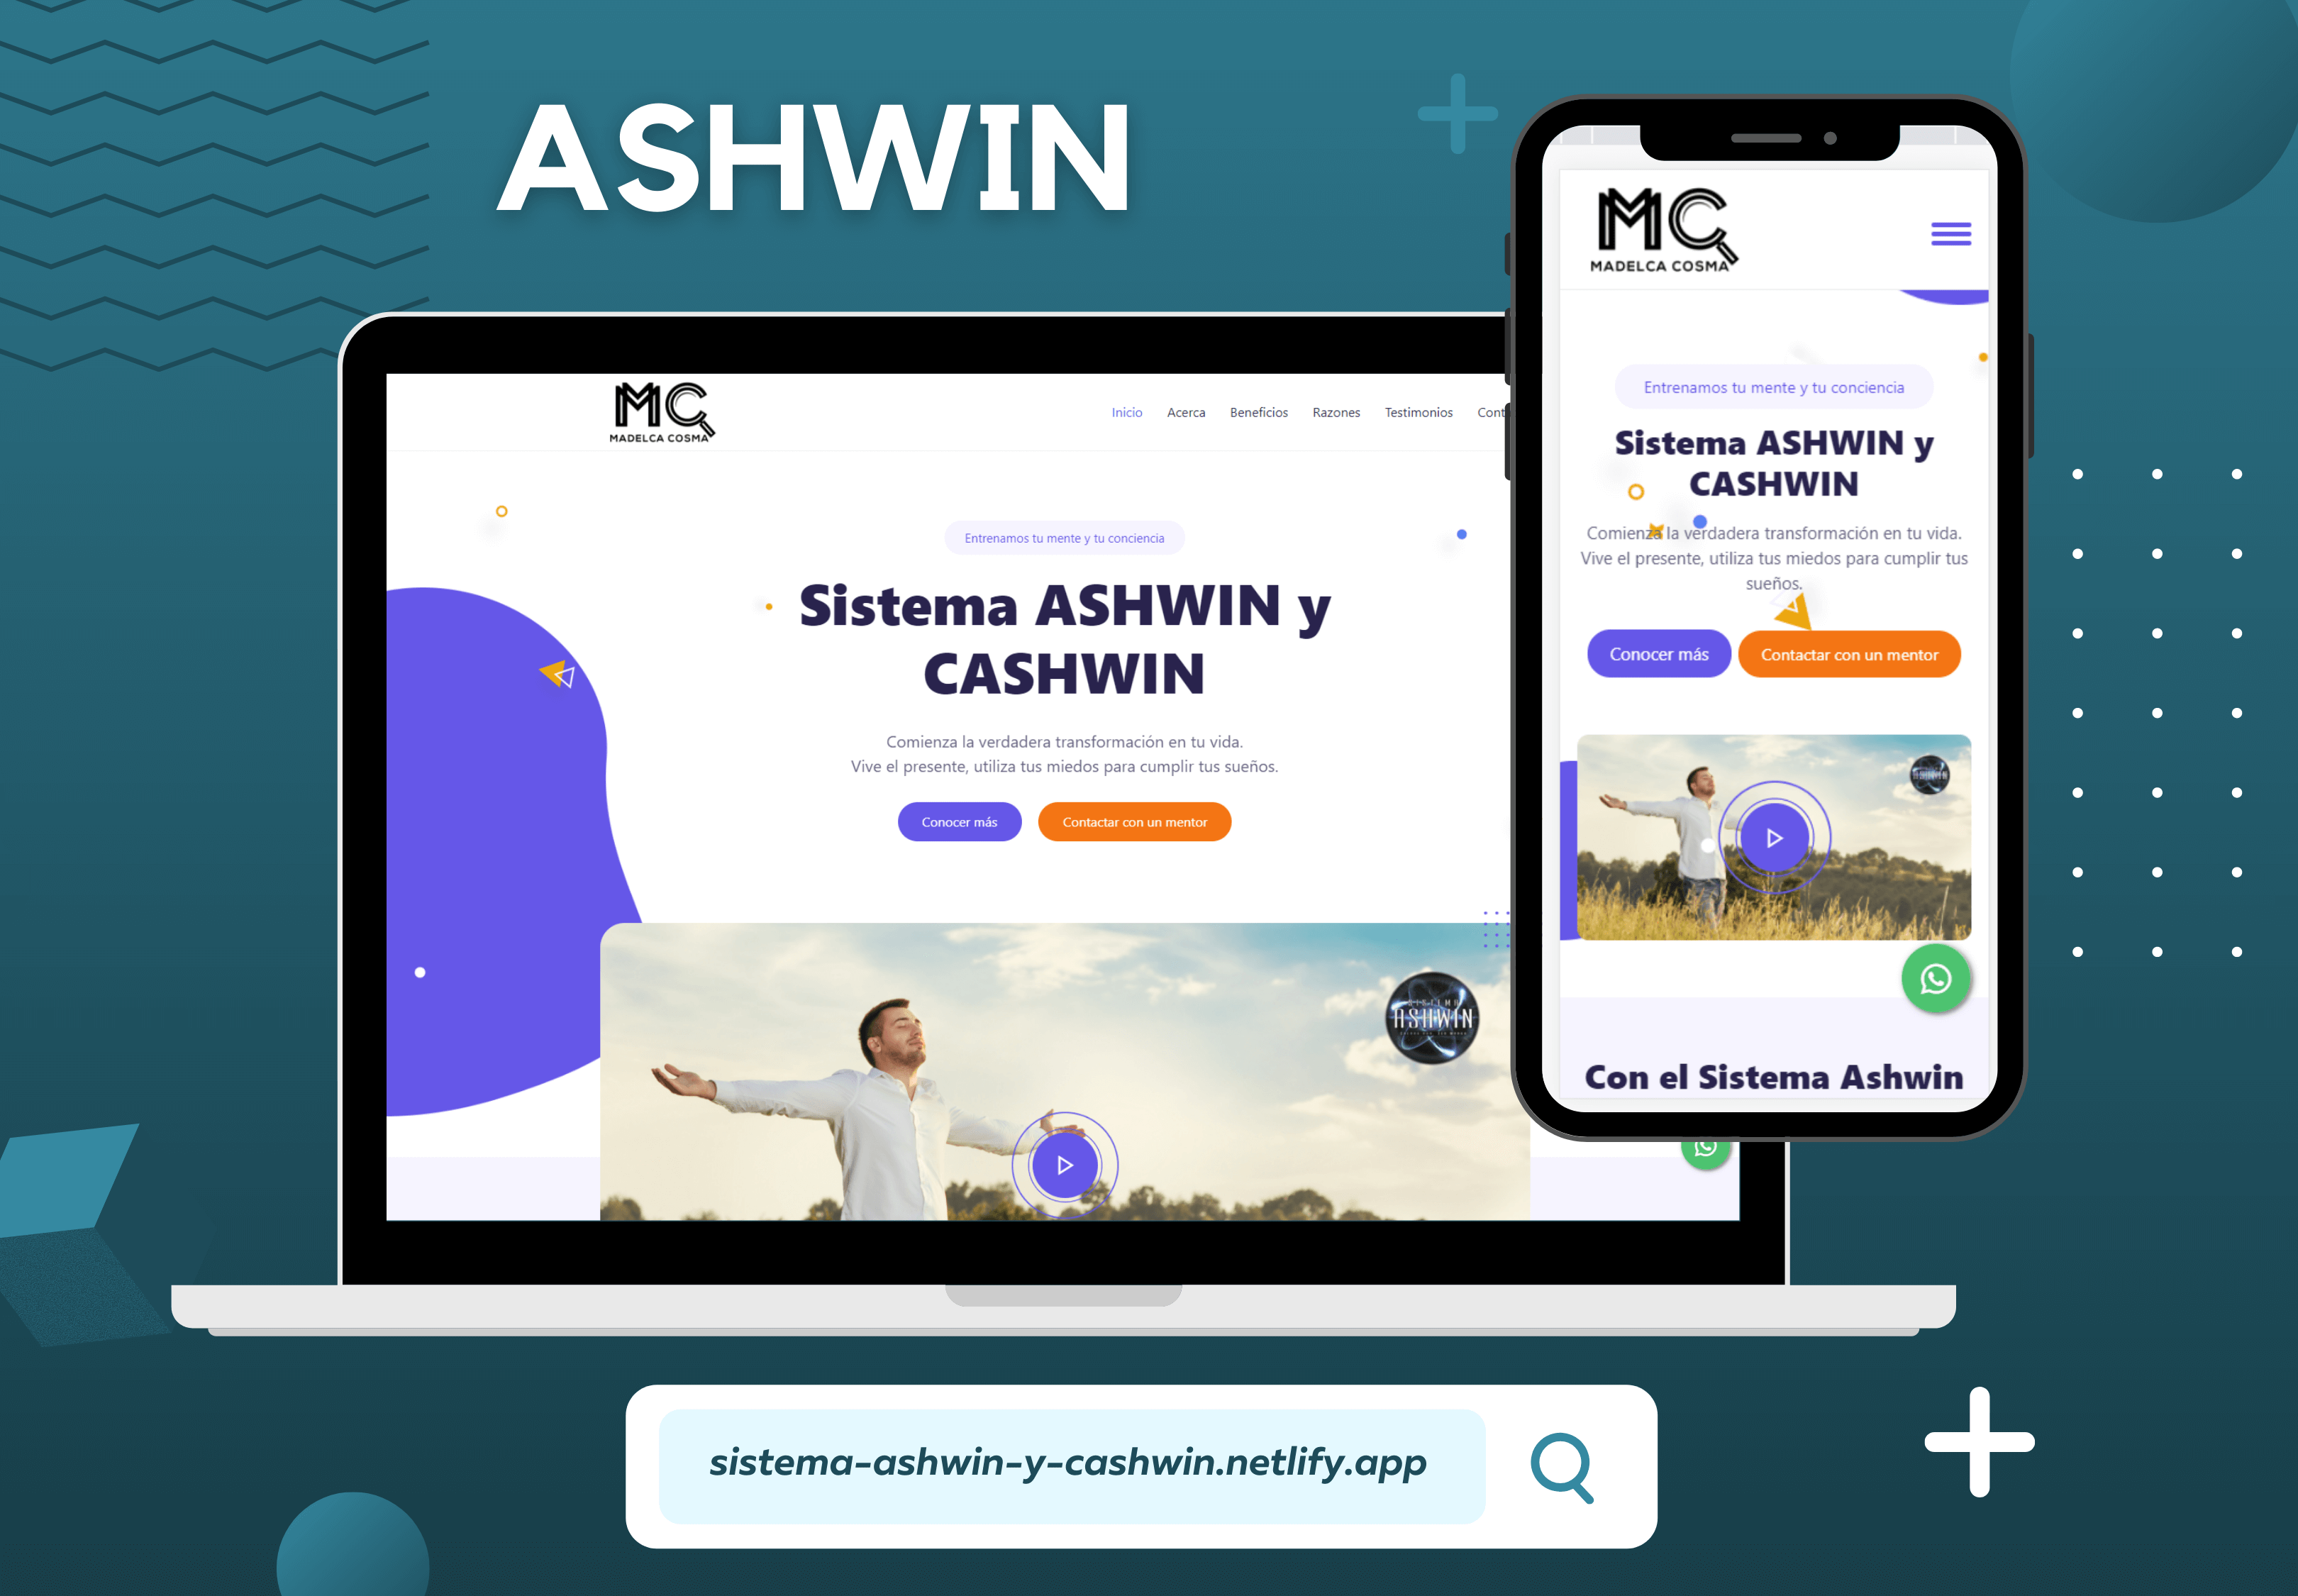 ASHWIN
MC
MADELCA COSMA
Inicio Acerca Beneficios Razones Testimonios Cont
Entrenamos tu mente y tu conciencia
Sistema ASHWIN y
CASHWIN
Comienza la verdadera transformación en tu vida.
Vive el presente, utiliza tus miedos para cumplir tus sueños.
Conocer más Contactar con un mentor
SISTEMA
ASHWIN
MC
MADELCA COSMA
Entrenamos tu mente y tu conciencia
Sistema ASHWIN y
CASHWIN
Comienza la verdadera transformación en tu vida.
Vive el presente, utiliza tus miedos para cumplir tus
sueños.
Conocer más Contactar con un mentor
ASHWIN
Con el Sistema Ashwin
sistema-ashwin-y-cashwin.netlify.app